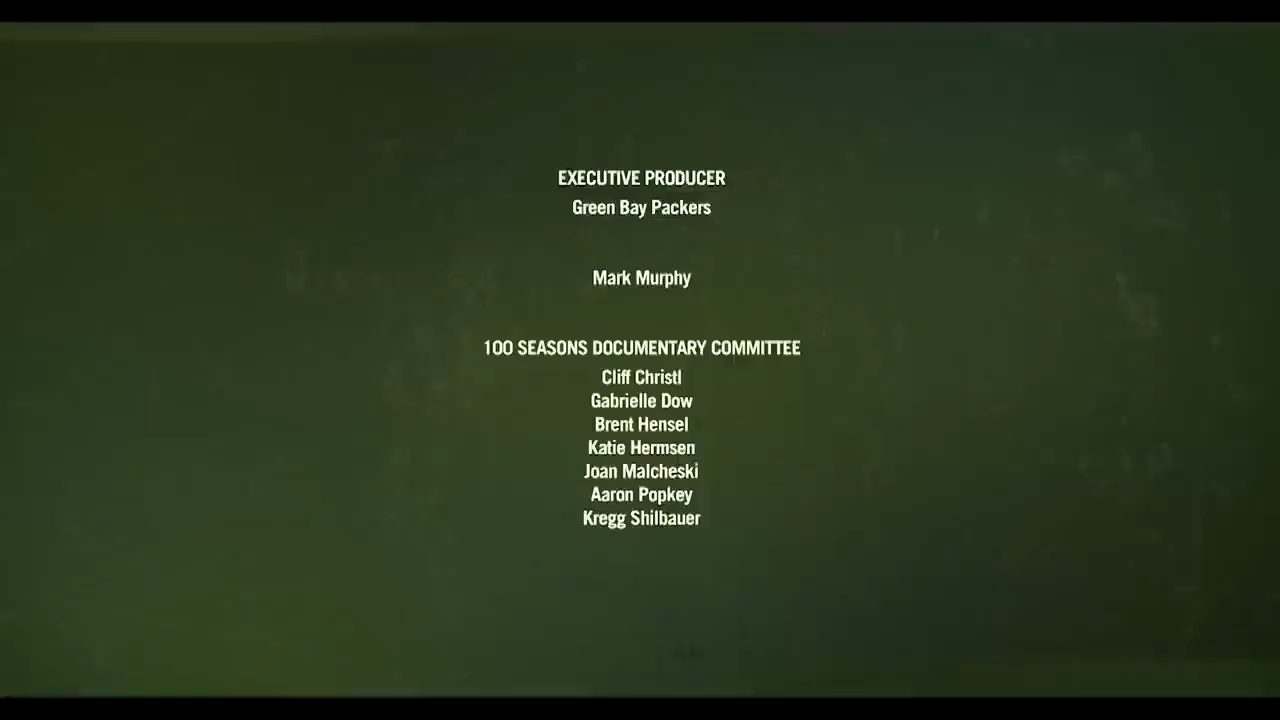 EXECUTIVE PRODUCER
Green Bay Packers
Mark Murphy
100 SEASONS DOCUMENTARY COMMITTEE
Cliff Christl
Gabrielle Dow
Brent Hensel
Katie Hermsen
Joan Malcheski
Aaron Popkey
Kregg Shilbauer